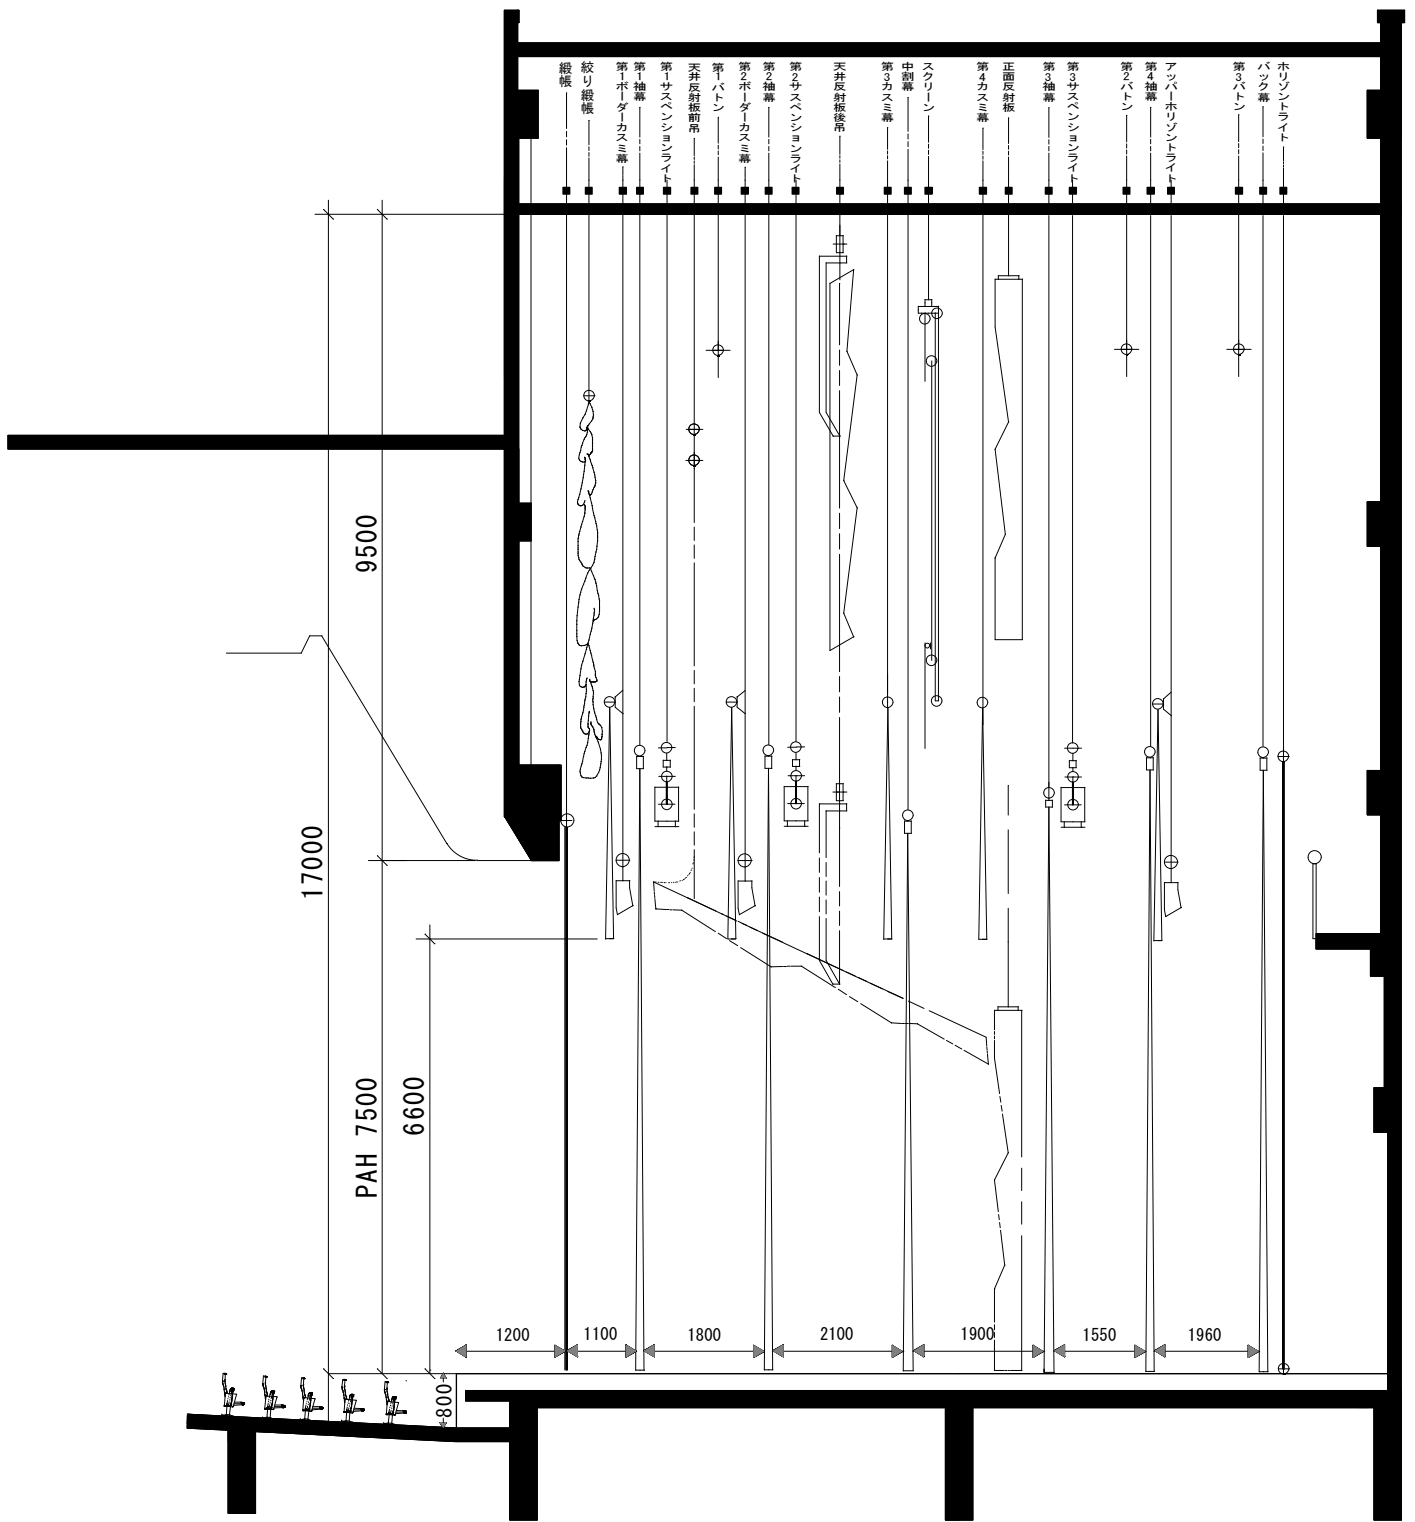 緞帳
絞り緞帳
第1ボーダーカスミ幕
第1袖幕
第1サスペンションライト
天井反射板前吊
第1バトン
第2ボーダーカスミ幕
第2袖幕
第2サスペンションライト
天井反射板後吊
第3カスミ幕
中割幕
スクリーン
第4カスミ幕
正面反射板
第3袖幕
第3サスペンションライト
第2バトン
第4袖幕
アッパーホリゾントライト
第3バトン
バック幕
ホリゾントライト
9500
17000
PAH 7500
6600
1200
1100
1800
2100
1900
1550
1960
800